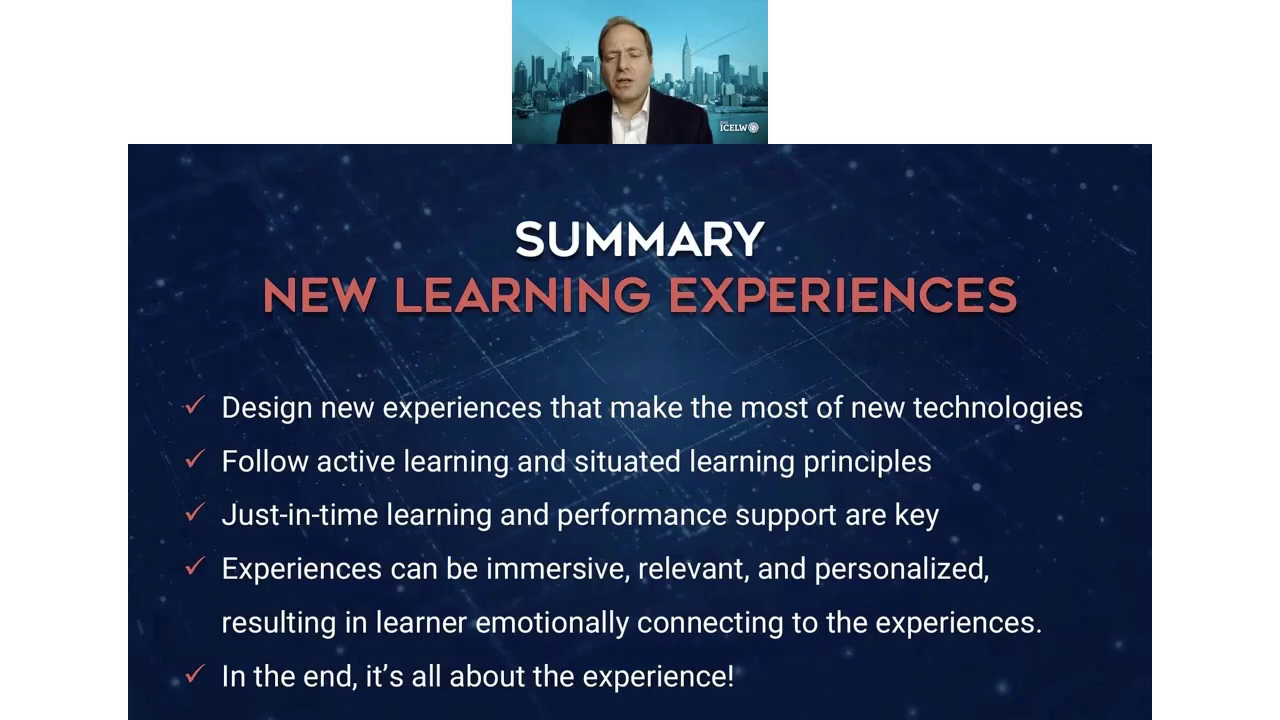 ICELW
SUMMARY
NEW LEARNING EXPERIENCES
Design new experiences that make the most of new technologies
Follow active learning and situated learning principles
Just-in-time learning and performance support are key
Experiences can be immersive, relevant, and personalized,
resulting in learner emotionally connecting to the experiences.
In the end, it’s all about the experience!